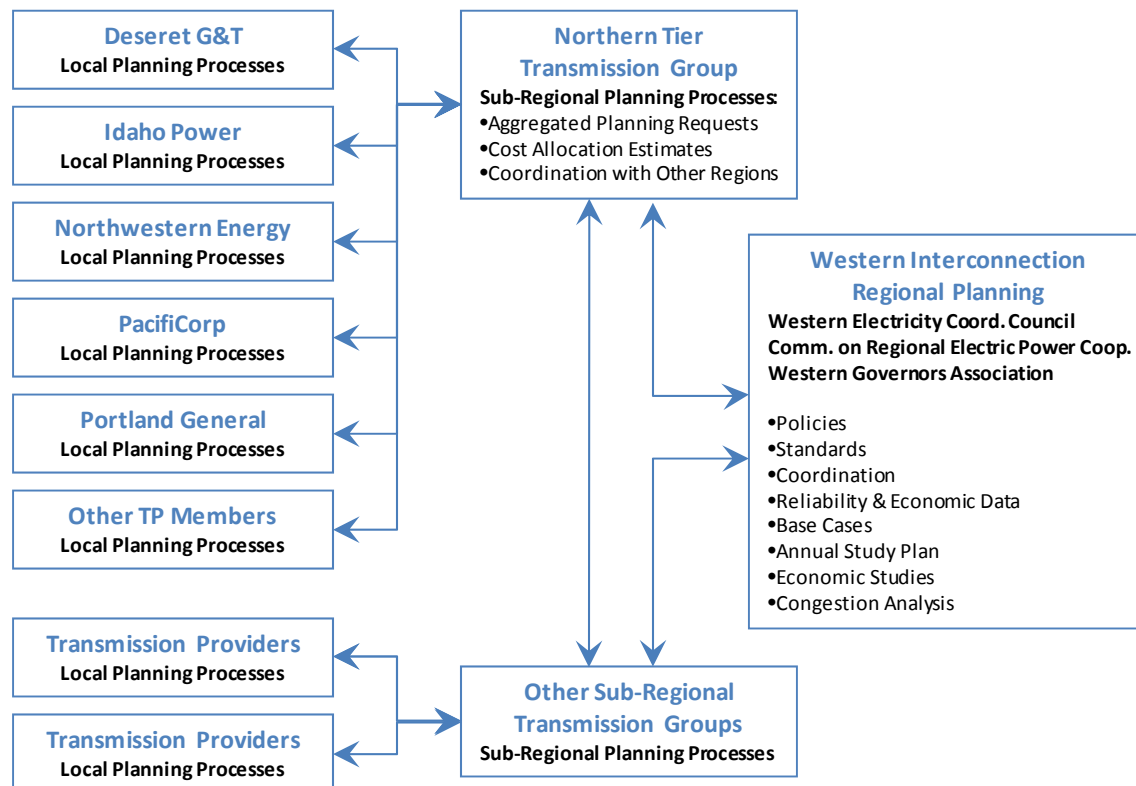 Deseret G&T
Local Planning Processes
Idaho Power
Local Planning Processes
Northwestern Energy
Local Planning Processes
PacifiCorp
Local Planning Processes
Portland General
Local Planning Processes
Other TP Members
Local Planning Processes
Transmission Providers
Local Planning Processes
Transmission Providers
Local Planning Processes
Northern Tier
Transmission Group
Sub-Regional Planning Processes:
•Aggregated Planning Requests
•Cost Allocation Estimates
•Coordination with Other Regions
Other Sub-Regional
Transmission Groups
Sub-Regional Planning Processes
Western Interconnection
Regional Planning
Western Electricity Coord. Council
Comm. on Regional Electric Power Coop.
Western Governors Association
•Policies
•Standards
•Coordination
•Reliability & Economic Data
•Base Cases
•Annual Study Plan
•Economic Studies
•Congestion Analysis